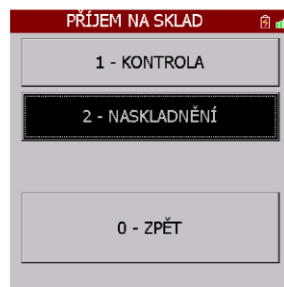 PŘÍJEM NA SKLAD
1 - KONTROLA
2 - NASKLADNĚNÍ
0 - ZPĚT